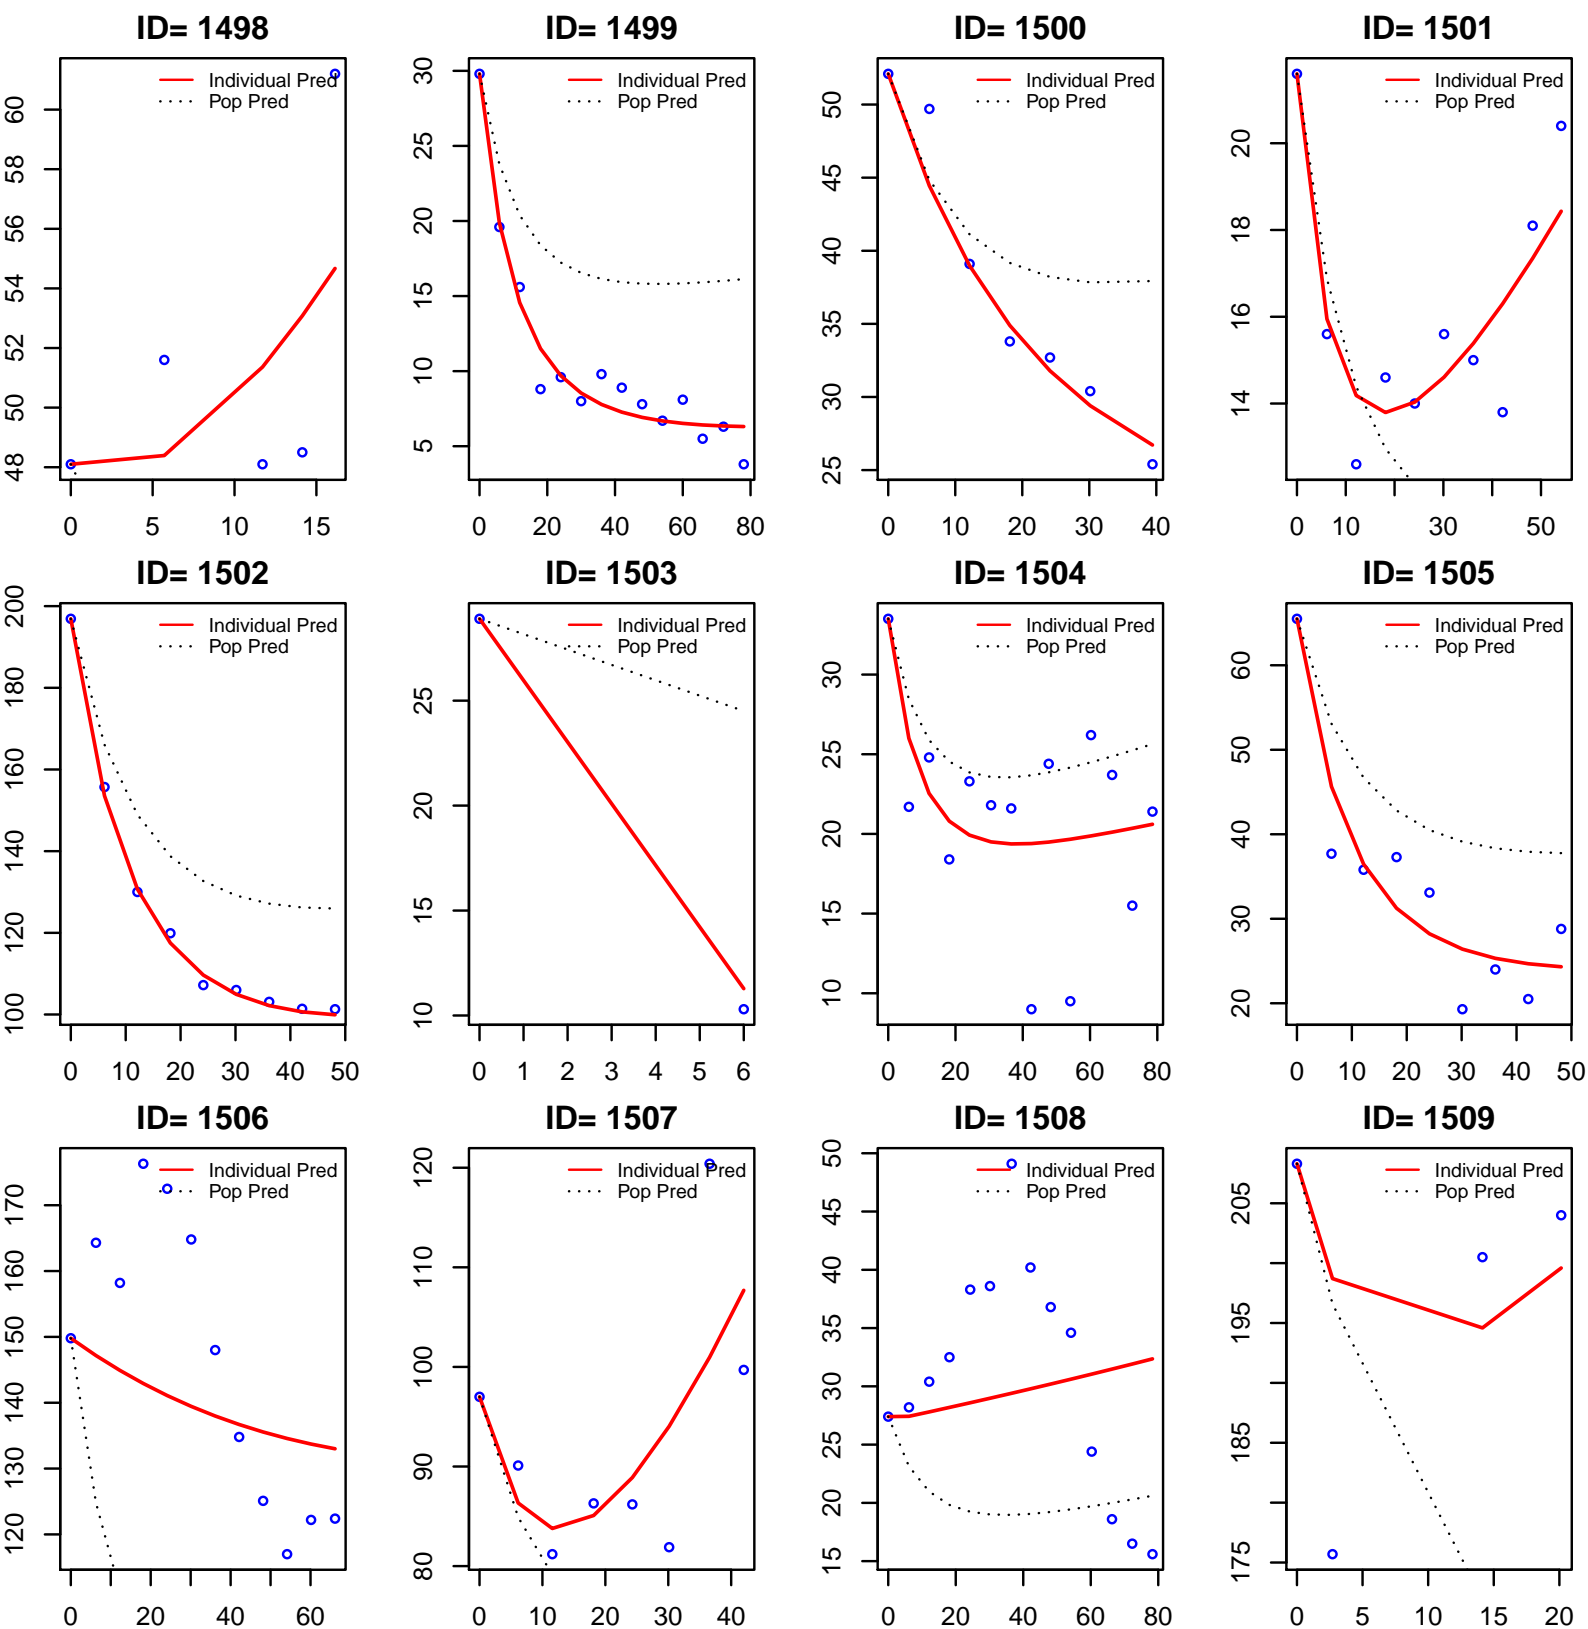 ID= 1498
Individual Pred
Pop Pred
60
58
56
54
52
50
48
0 5 10 15
ID= 1499
Individual Pred
Pop Pred
30
25
20
15
10
5
0 20 40 60 80
ID= 1500
Individual Pred
Pop Pred
50
45
40
35
30
25
0 10 20 30 40
ID= 1501
Individual Pred
Pop Pred
20
18
16
14
0 10 30 50
ID= 1502
Individual Pred
Pop Pred
200
180
160
140
120
100
0 10 20 30 40 50
ID= 1503
Individual Pred
Pop Pred
25
20
15
10
0 1 2 3 4 5 6
ID= 1504
Individual Pred
Pop Pred
30
25
20
15
10
0 20 40 60 80
ID= 1505
Individual Pred
Pop Pred
60
50
40
30
20
0 10 20 30 40 50
ID= 1506
Individual Pred
Pop Pred
170
160
150
140
130
120
0 20 40 60
ID= 1507
Individual Pred
Pop Pred
120
110
100
90
80
0 10 20 30 40
ID= 1508
Individual Pred
Pop Pred
50
45
40
35
30
25
20
15
0 20 40 60 80
ID= 1509
Individual Pred
Pop Pred
205
195
185
175
0 5 10 15 20